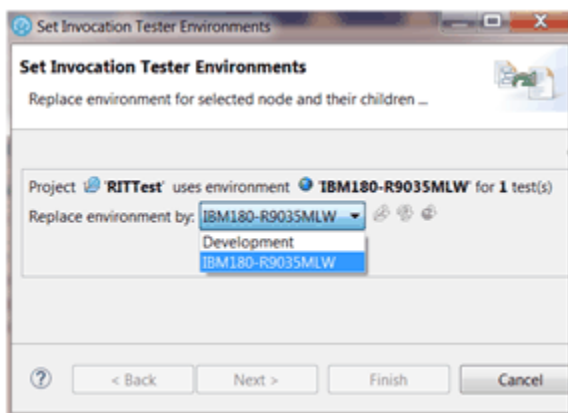 Set Invocation Tester Environments
Set Invocation Tester Environments
Replace environment for selected node and their children ...
Project 'RITTest' uses environment 'IBM180-R9035MLW' for 1 test(s)
Replace environment by: IBM180-R9035MLW
Development
IBM180-R9035MLW
? < Back Next > Finish Cancel